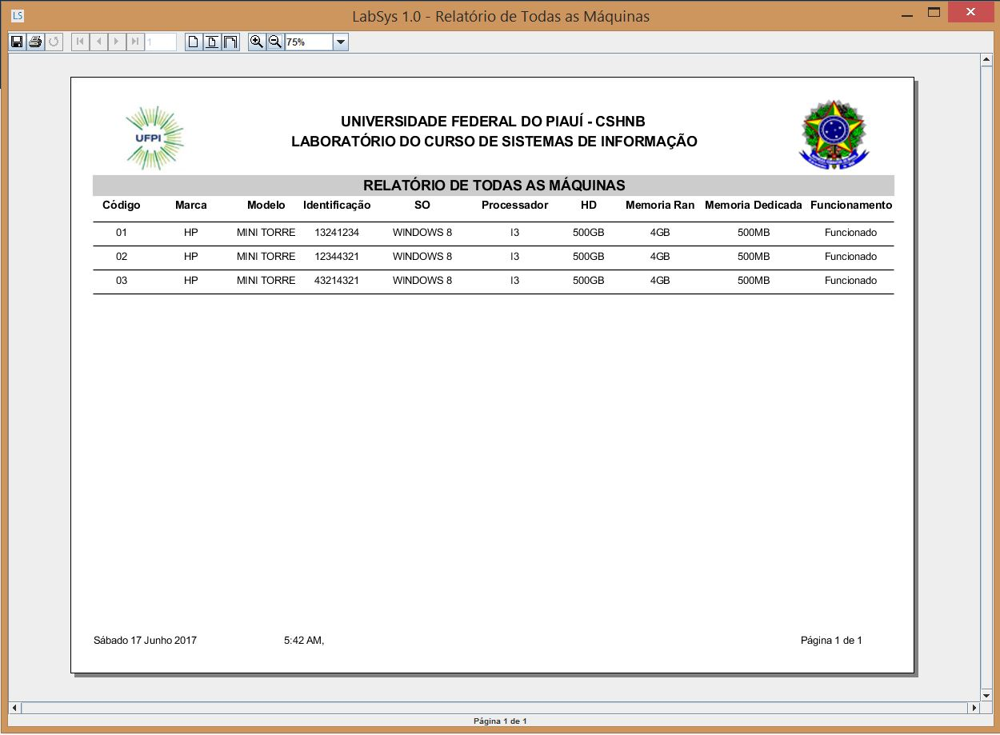 LS
LabSys 1.0 - Relatório de Todas as Máquinas
1
75%
UFPI
UNIVERSIDADE FEDERAL DO PIAUÍ - CSHNB
LABORATÓRIO DO CURSO DE SISTEMAS DE INFORMAÇÃO
RELATÓRIO DE TODAS AS MÁQUINAS
Código Marca Modelo Identificação SO Processador HD Memoria Ran Memoria Dedicada Funcionamento
01 HP MINI TORRE 13241234 WINDOWS 8 I3 500GB 4GB 500MB Funcionado
02 HP MINI TORRE 12344321 WINDOWS 8 I3 500GB 4GB 500MB Funcionado
03 HP MINI TORRE 43214321 WINDOWS 8 I3 500GB 4GB 500MB Funcionado
Sábado 17 Junho 2017 5:42 AM, Página 1 de 1
Página 1 de 1